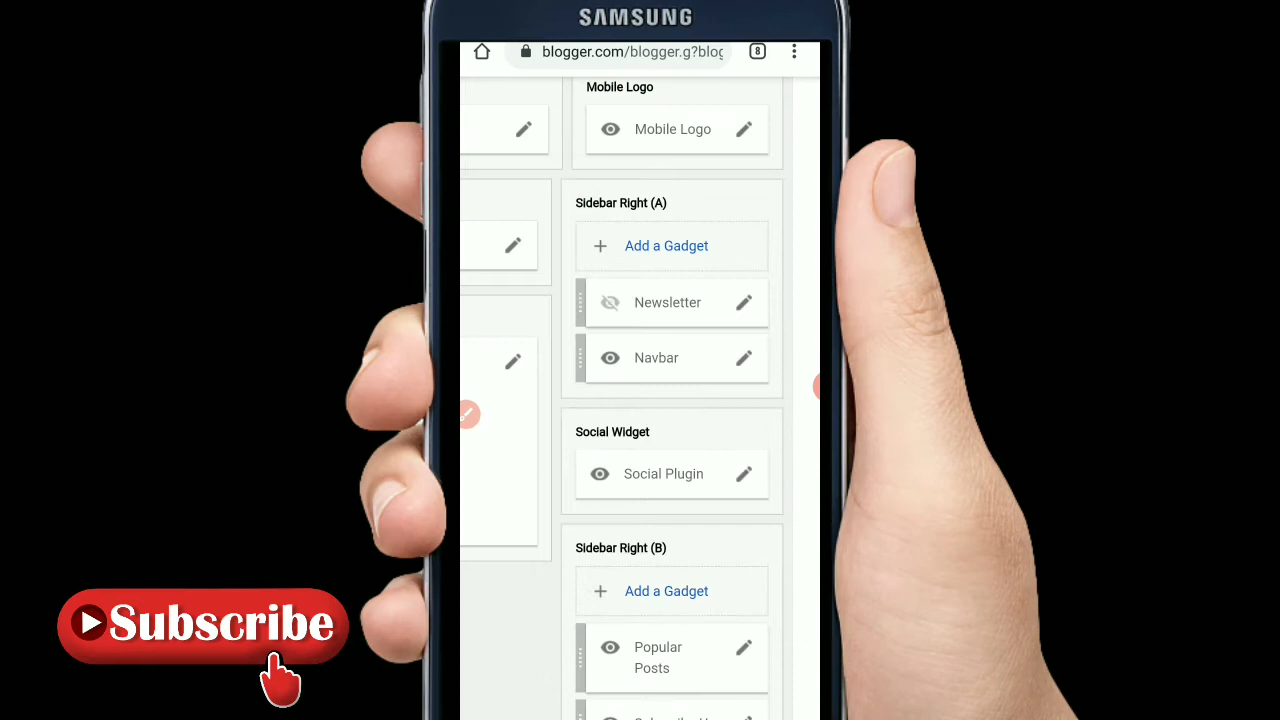 SAMSUNG
blogger.com/blogger.g?blog
8
Mobile Logo
Mobile Logo
Sidebar Right (A)
+ Add a Gadget
Newsletter
Navbar
Social Widget
Social Plugin
Sidebar Right (B)
+ Add a Gadget
Popular
Posts
Subscribe